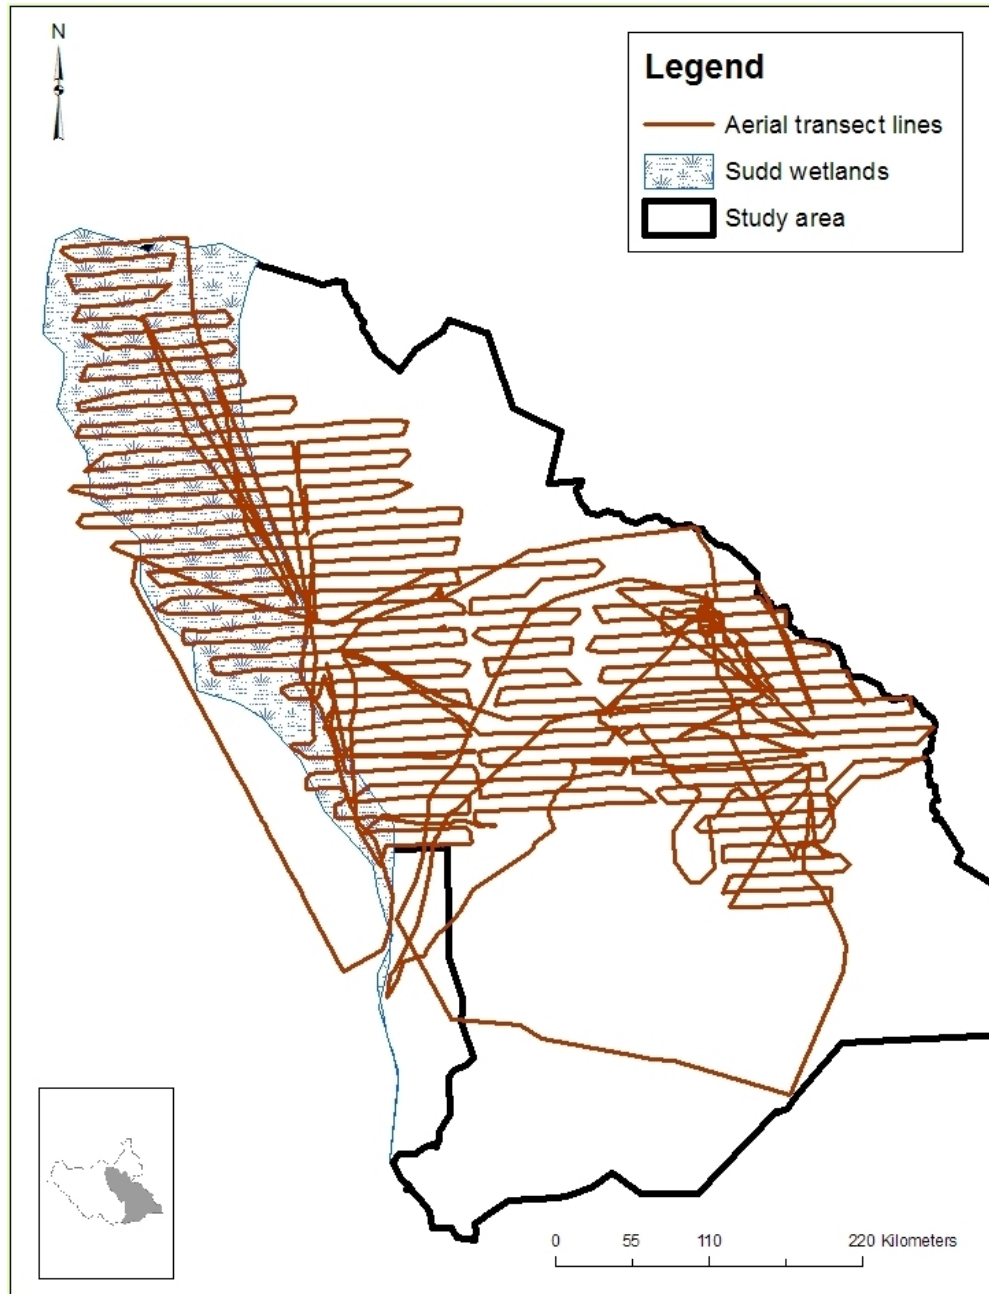 N
Legend
Aerial transect lines
Sudd wetlands
Study area
0 55 110 220 Kilometers